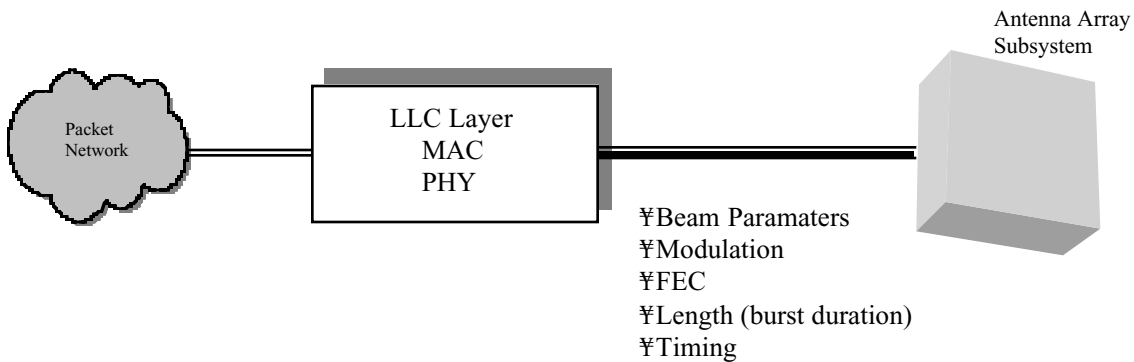 Antenna Array
Subsystem
Packet
Network
LLC Layer
MAC
PHY
¥Beam Paramaters
¥Modulation
¥FEC
¥Length (burst duration)
¥Timing